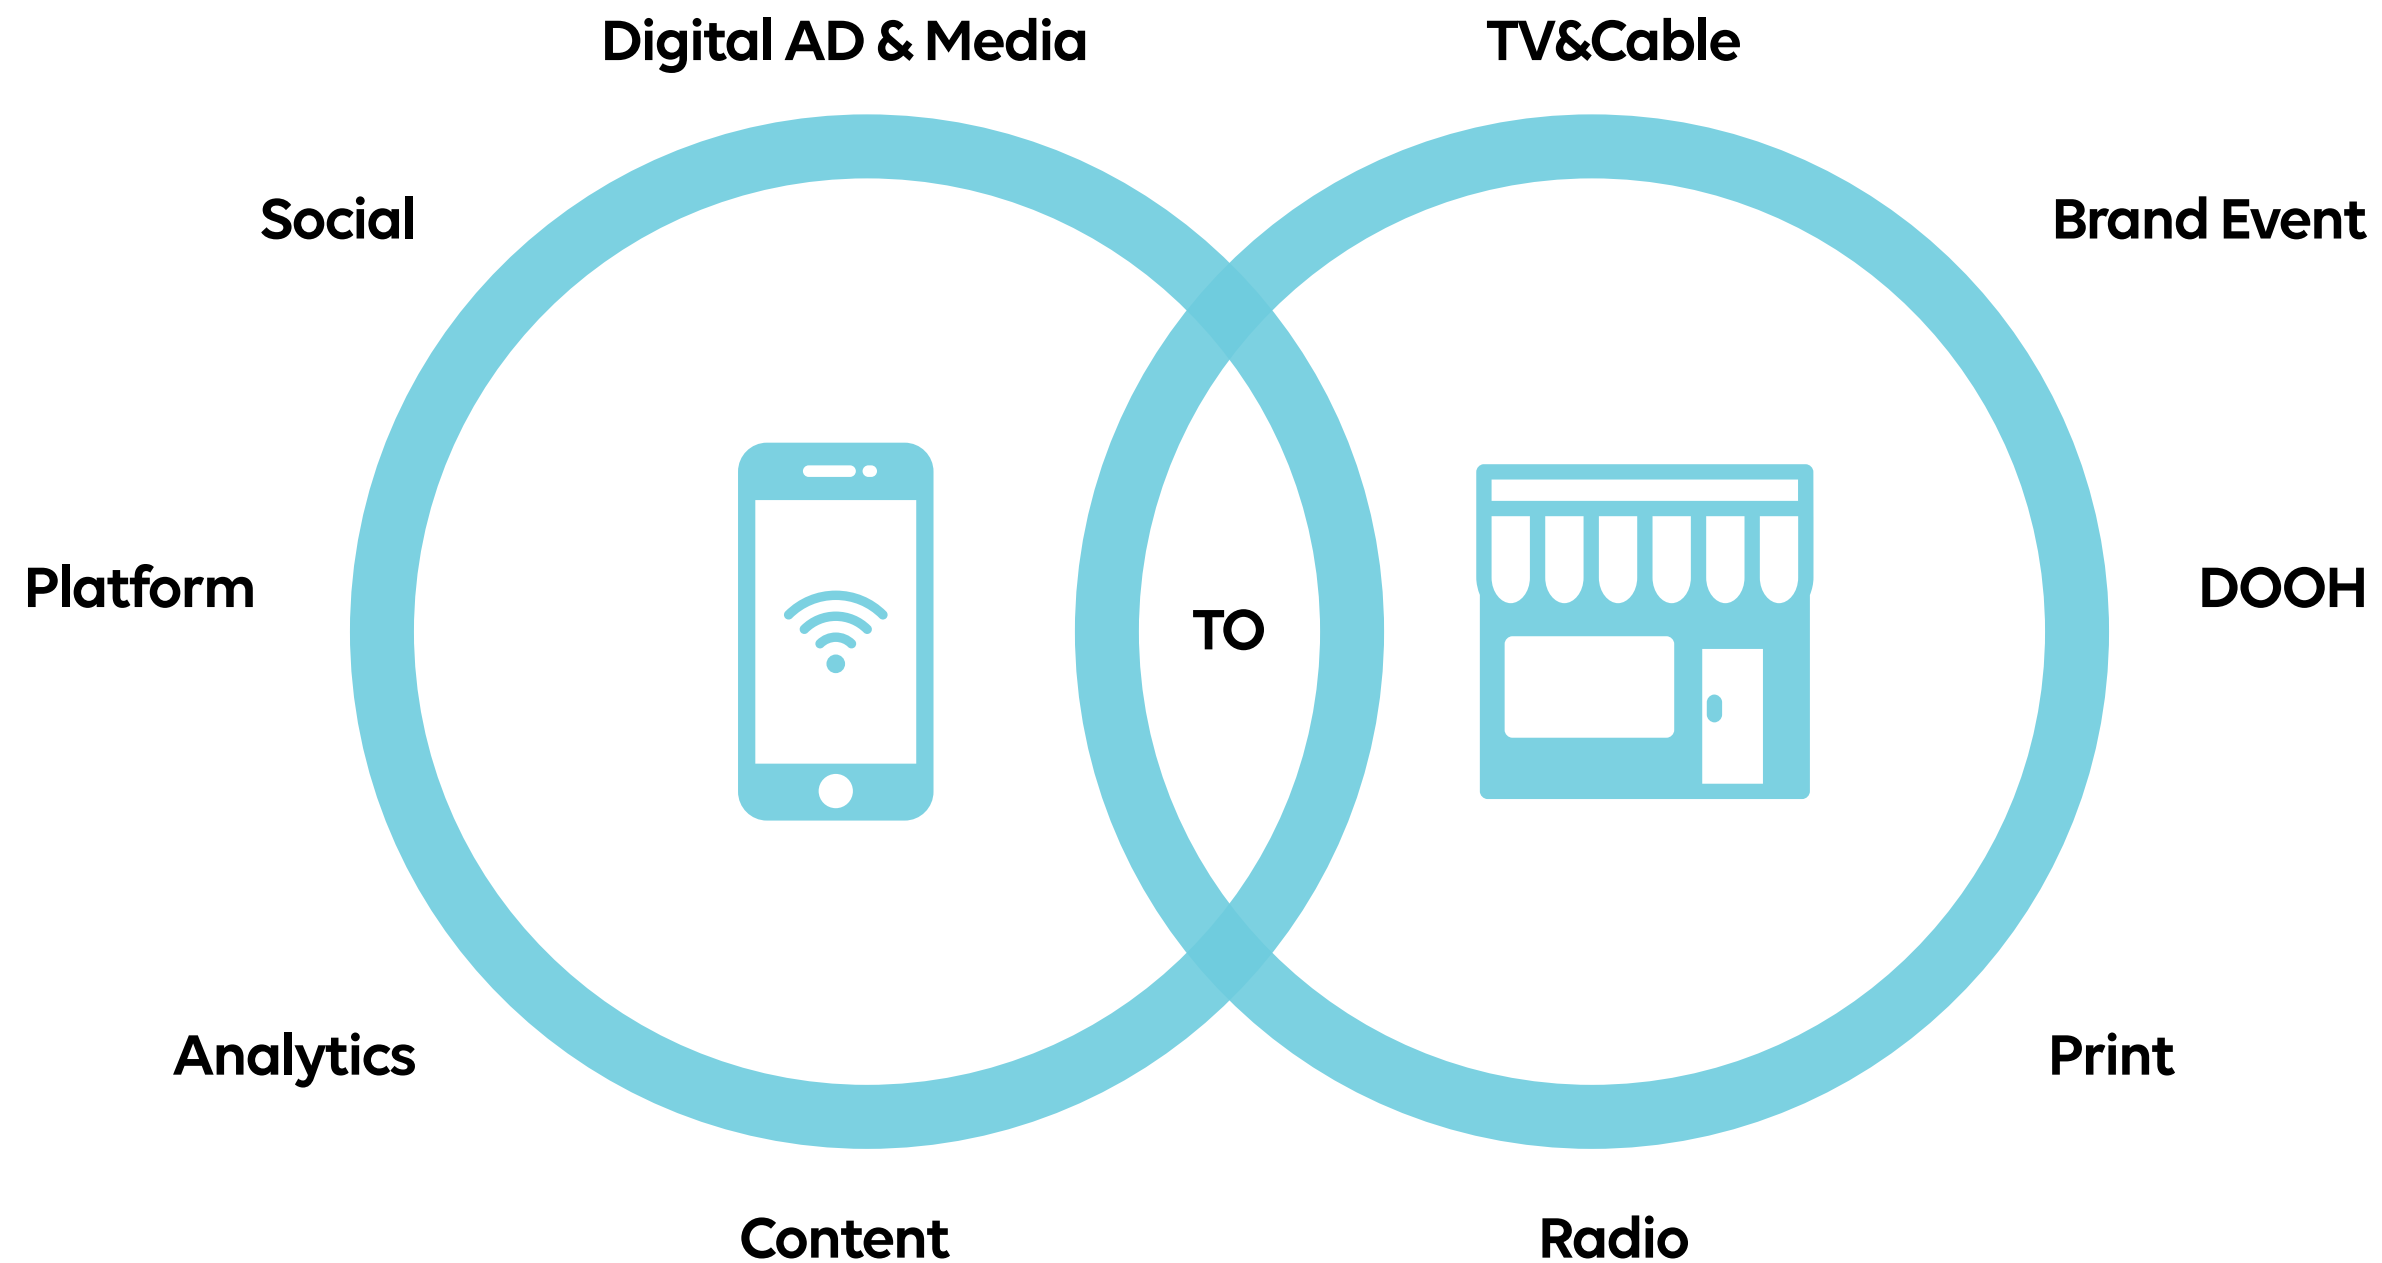 Digital AD & Media
TV&Cable
Social
Brand Event
Platform
DOOH
TO
Analytics
Print
Content
Radio